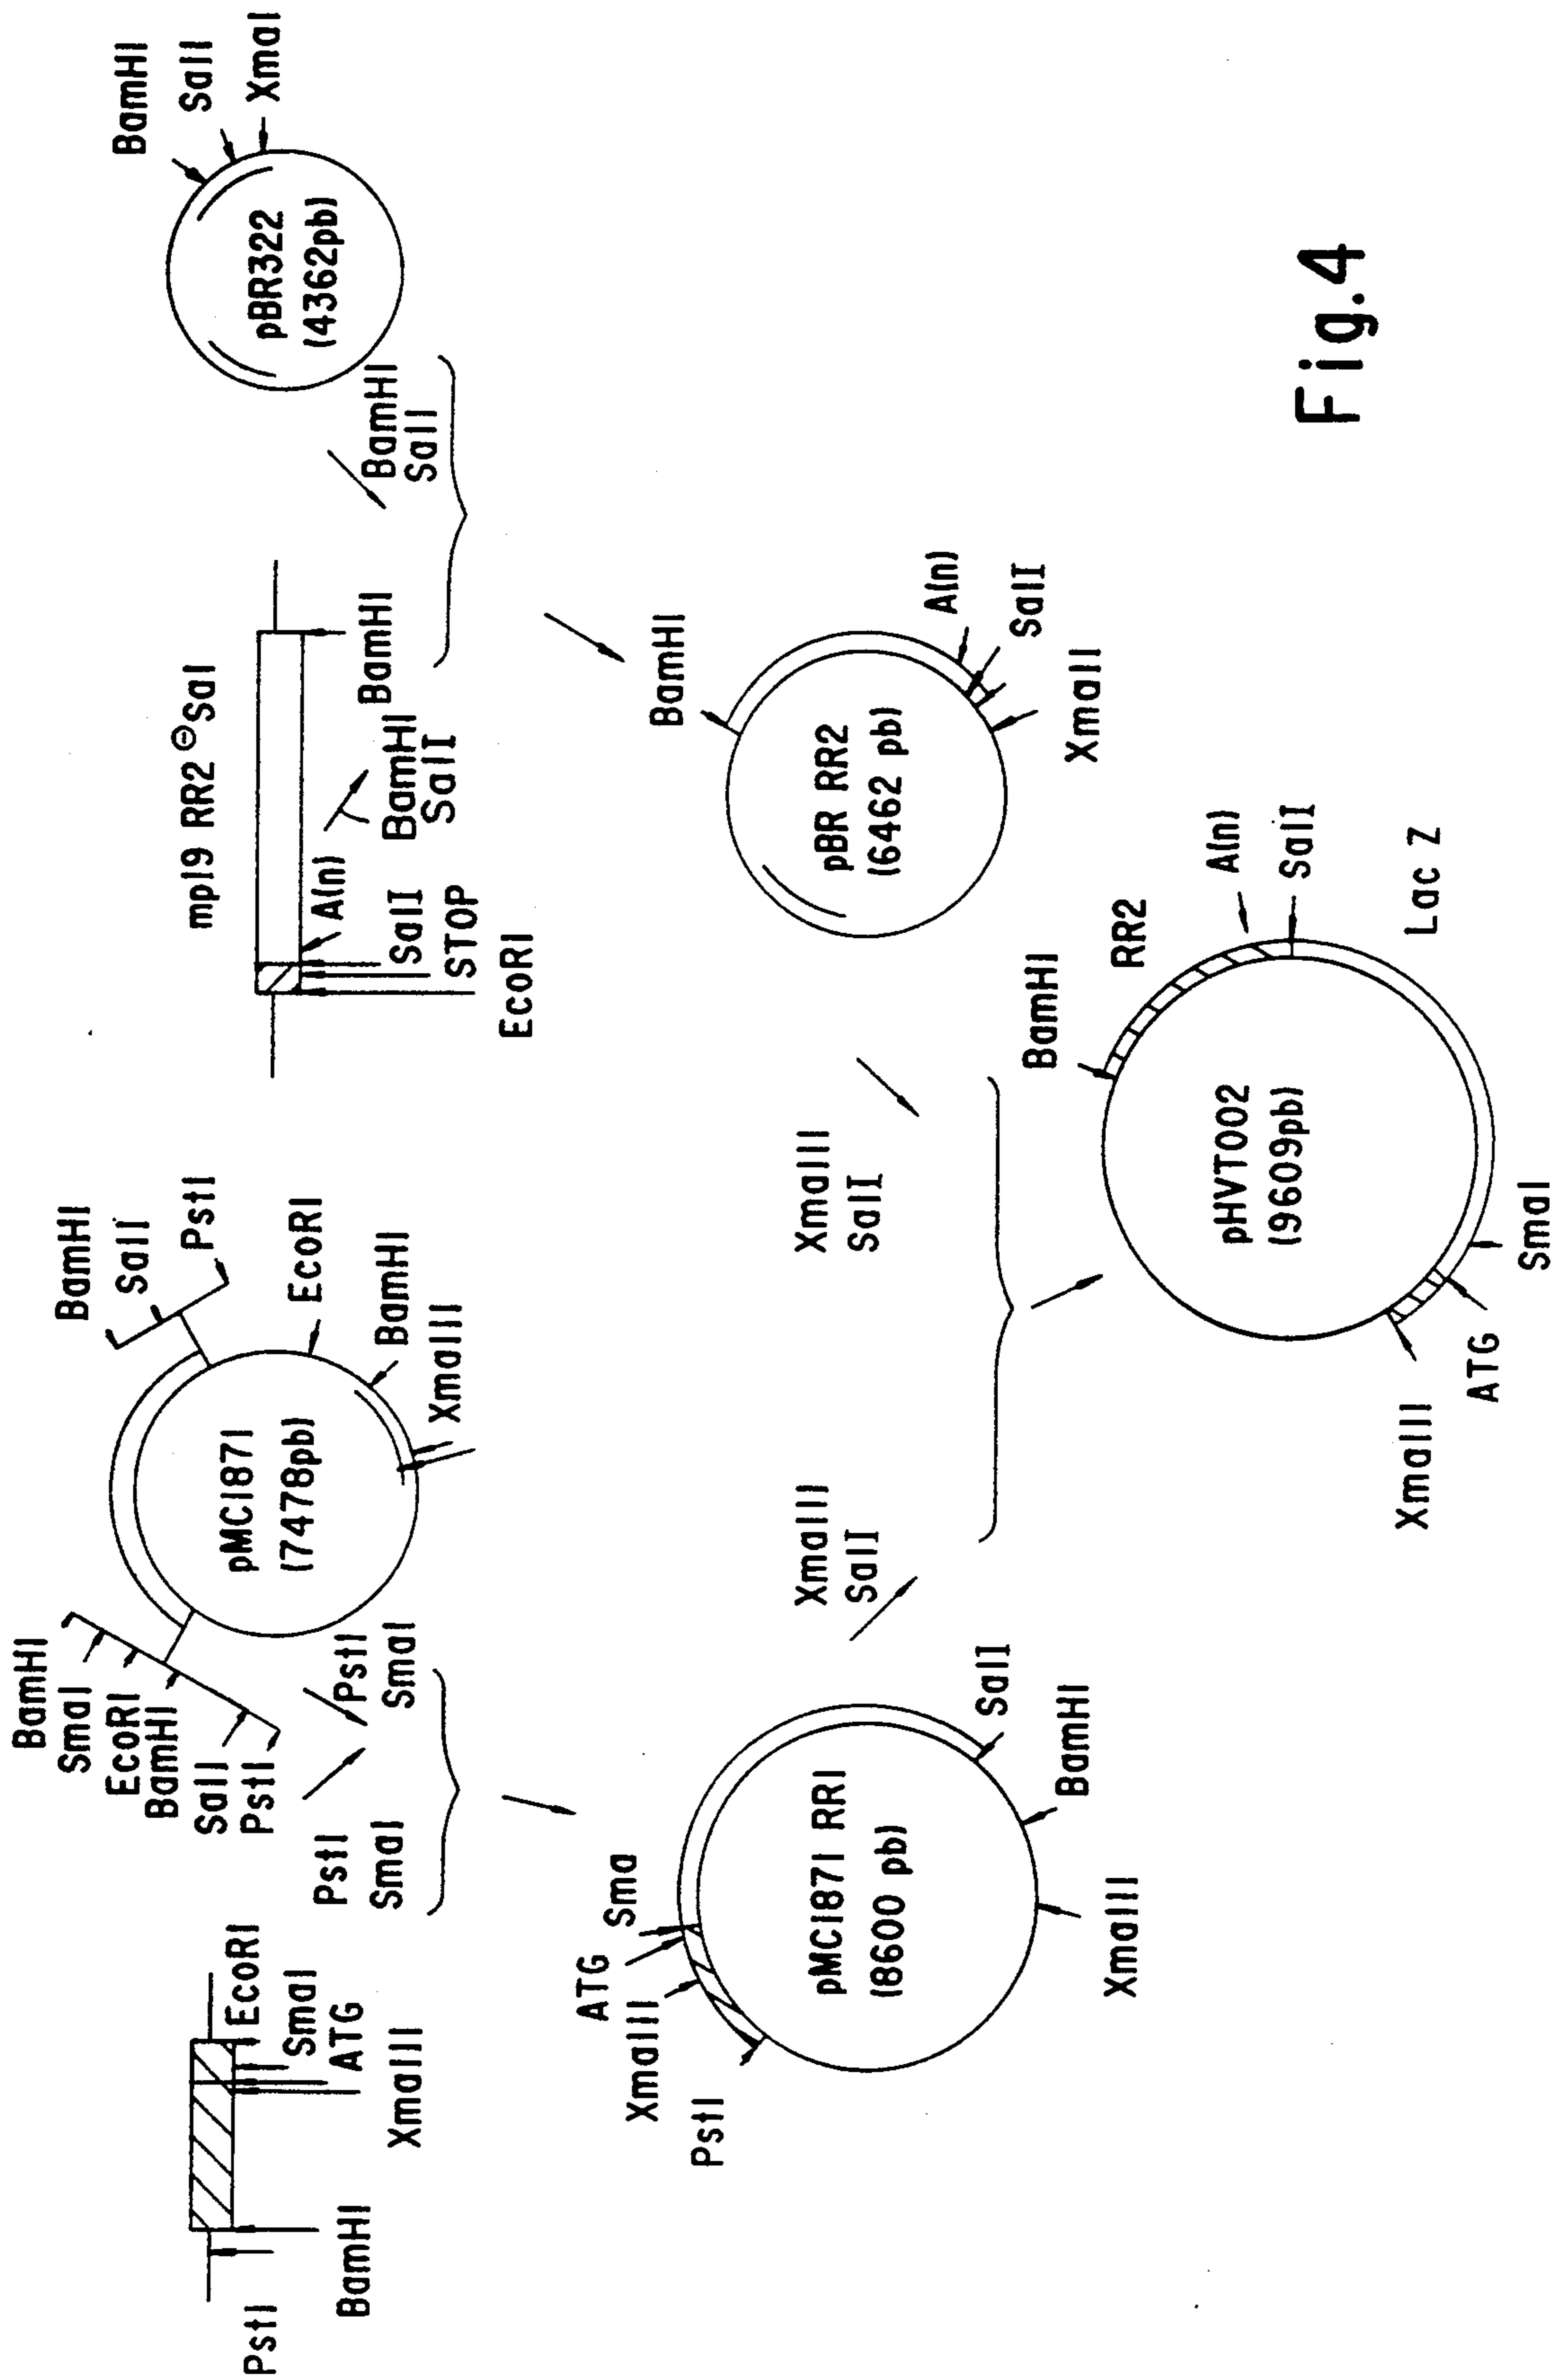 PstI
BamHI
EcoRI
SmaI
ATG
XmaIII
BamHI
SmaI
EcoRI
BamHI
SalI
PstI
BamHI
SalI
PstI
EcoRI
BamHI
XmaIII
pMC1871
(7478pb)
PstI
SmaI
PstI
SmaI
mp19 RR2 ⊖SalI
A(n)
SalI
STOP
EcoRI
BamHI
SalI
BamHI
BamHI
SalI
XmaI
pBR322
(4362pb)
BamHI
SalI
Sma
ATG
XmaIII
PstI
pMC1871 RR1
(8600 pb)
SalI
BamHI
XmaIII
XmaIII
SalI
XmaIII
SalI
BamHI
pBR RR2
(6462 pb)
A(n)
SalI
XmaII
BamHI
RR2
A(n)
SalI
Lac Z
pHVT002
(9609pb)
XmaIII
ATG
SmaI
Fig.4